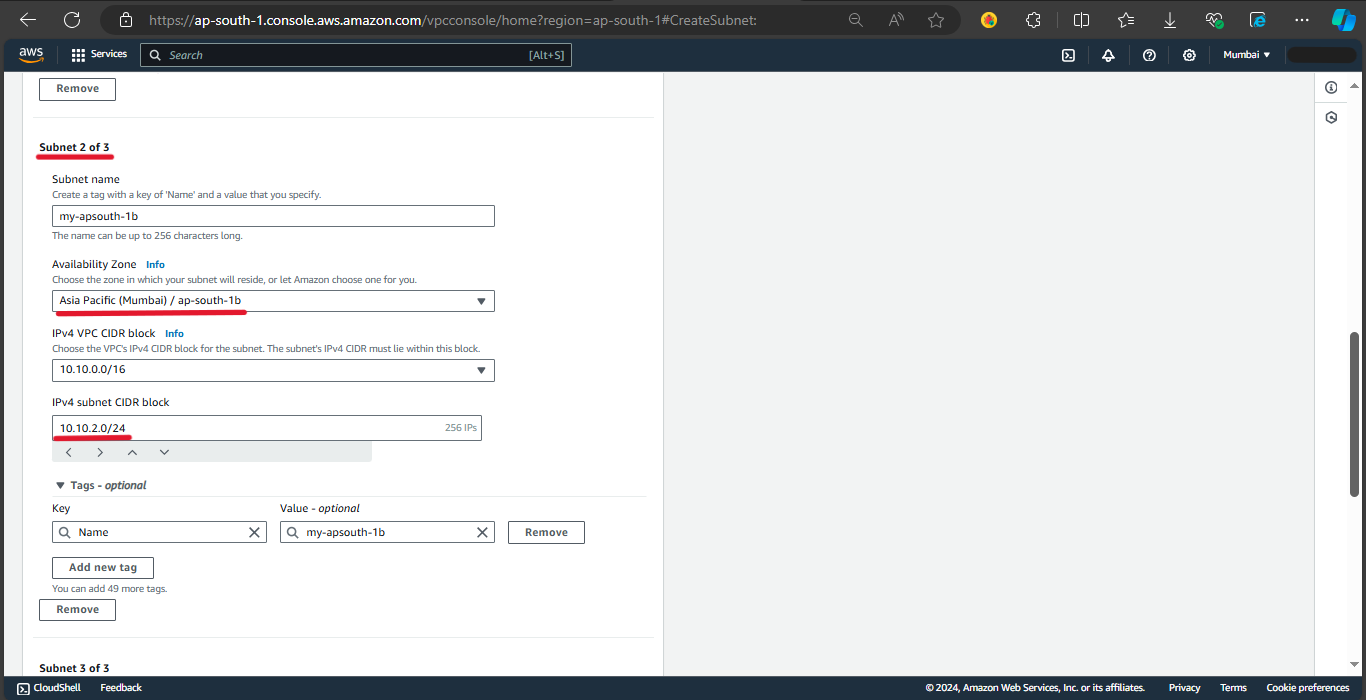 https://ap-south-1.console.aws.amazon.com/vpcconsole/home?region=ap-south-1#CreateSubnet:
aws
Services
Search
[Alt+S]
Mumbai
Remove
Subnet 2 of 3
Subnet name
Create a tag with a key of 'Name' and a value that you specify.
my-apsouth-1b
The name can be up to 256 characters long.
Availability Zone Info
Choose the zone in which your subnet will reside, or let Amazon choose one for you.
Asia Pacific (Mumbai) / ap-south-1b
IPv4 VPC CIDR block Info
Choose the VPC's IPv4 CIDR block for the subnet. The subnet's IPv4 CIDR must lie within this block.
10.10.0.0/16
IPv4 subnet CIDR block
10.10.2.0/24 256 IPs
Tags - optional
Key Value - optional
Name my-apsouth-1b Remove
Add new tag
You can add 49 more tags.
Remove
Subnet 3 of 3
CloudShell Feedback © 2024, Amazon Web Services, Inc. or its affiliates. Privacy Terms Cookie preferences